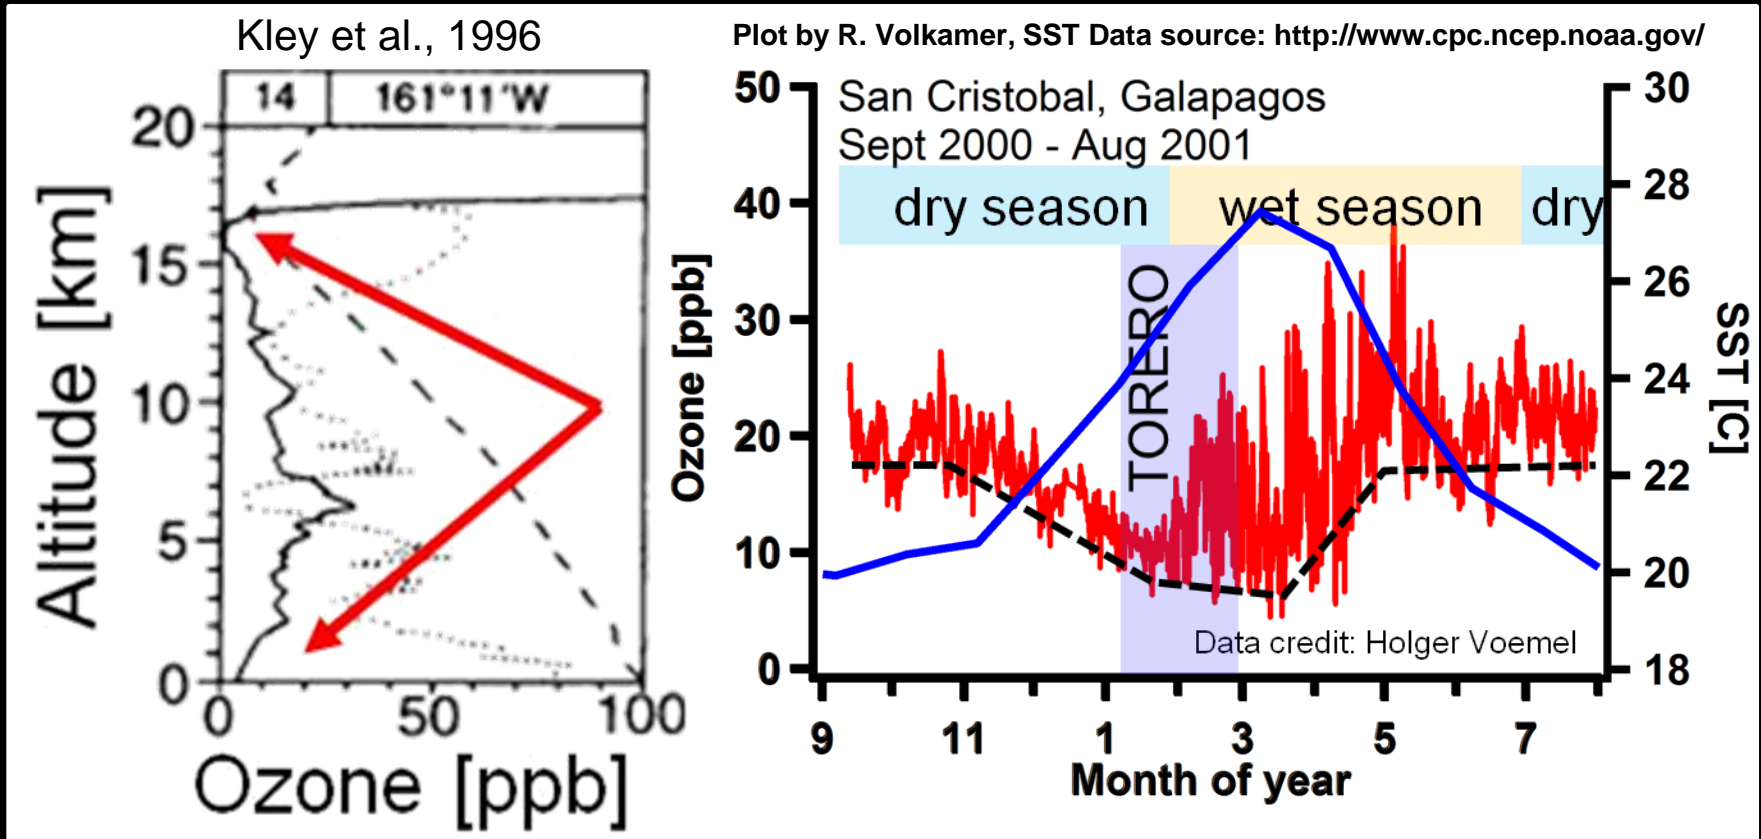 Kley et al., 1996
14 161°11'W
20
15
10
5
0
Altitude [km]
0 50 100
Ozone [ppb]
Plot by R. Volkamer, SST Data source: http://www.cpc.ncep.noaa.gov/
San Cristobal, Galapagos
Sept 2000 - Aug 2001
dry season wet season dry
TORERO
50
40
30
20
10
0
Ozone [ppb]
30
28
26
24
22
20
18
SST [C]
Data credit: Holger Voemel
9 11 1 3 5 7
Month of year